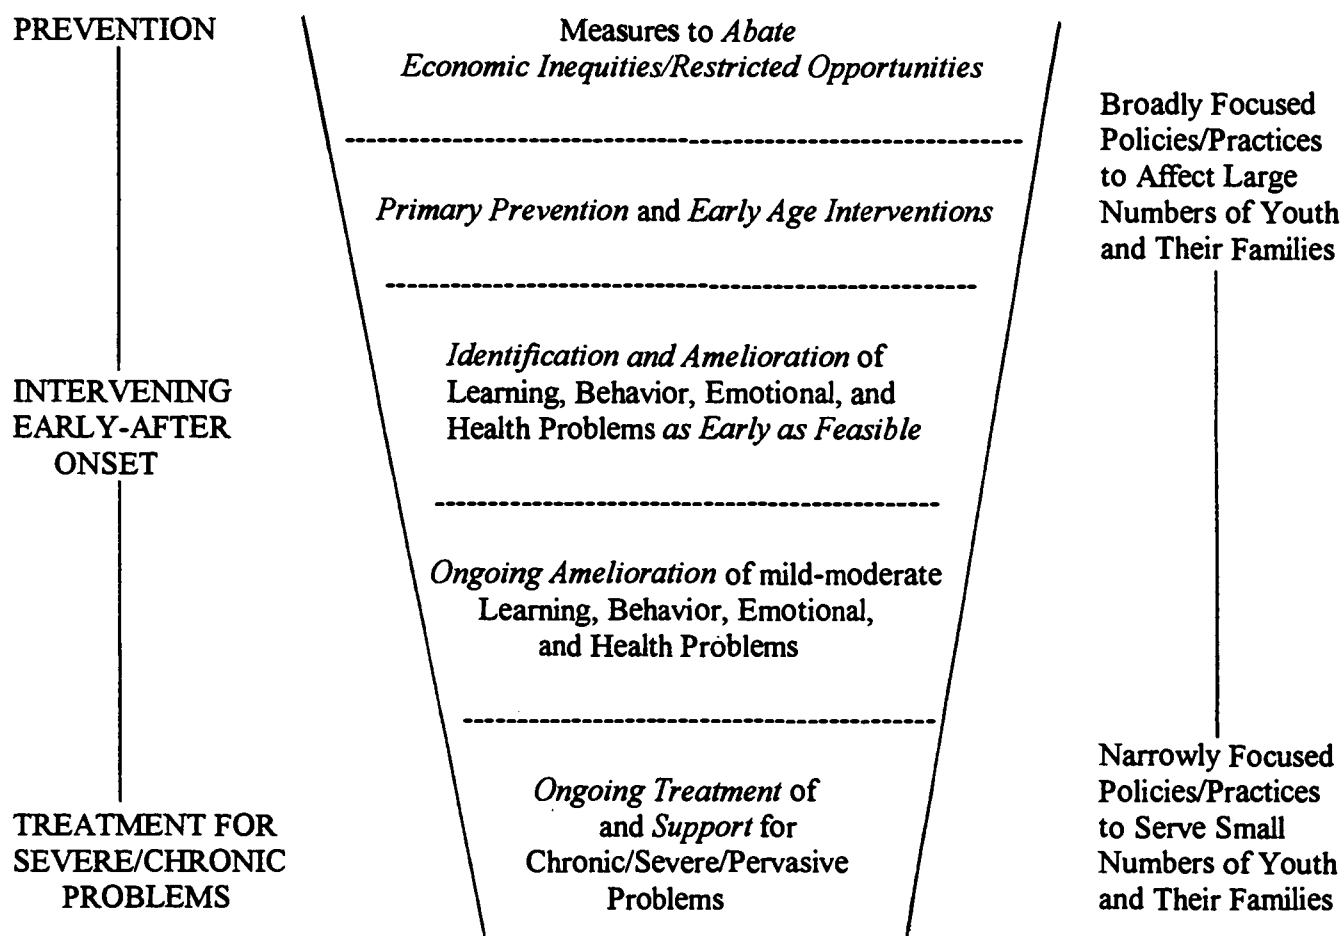 PREVENTION
INTERVENING
EARLY-AFTER
ONSET
TREATMENT FOR
SEVERE/CHRONIC
PROBLEMS
Measures to Abate
Economic Inequities/Restricted Opportunities
Primary Prevention and Early Age Interventions
Identification and Amelioration of
Learning, Behavior, Emotional, and
Health Problems as Early as Feasible
Ongoing Amelioration of mild-moderate
Learning, Behavior, Emotional,
and Health Problems
Ongoing Treatment of
and Support for
Chronic/Severe/Pervasive
Problems
Broadly Focused
Policies/Practices
to Affect Large
Numbers of Youth
and Their Families
Narrowly Focused
Policies/Practices
to Serve Small
Numbers of Youth
and Their Families